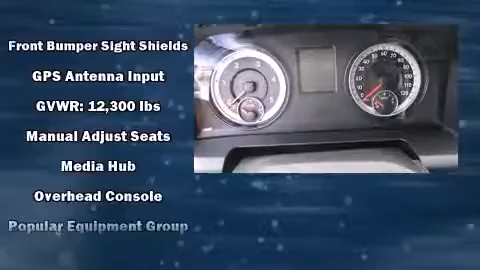 Front Bumper Sight Shields
GPS Antenna Input
GVWR: 12,300 lbs
Manual Adjust Seats
Media Hub
Overhead Console
Popular Equipment Group